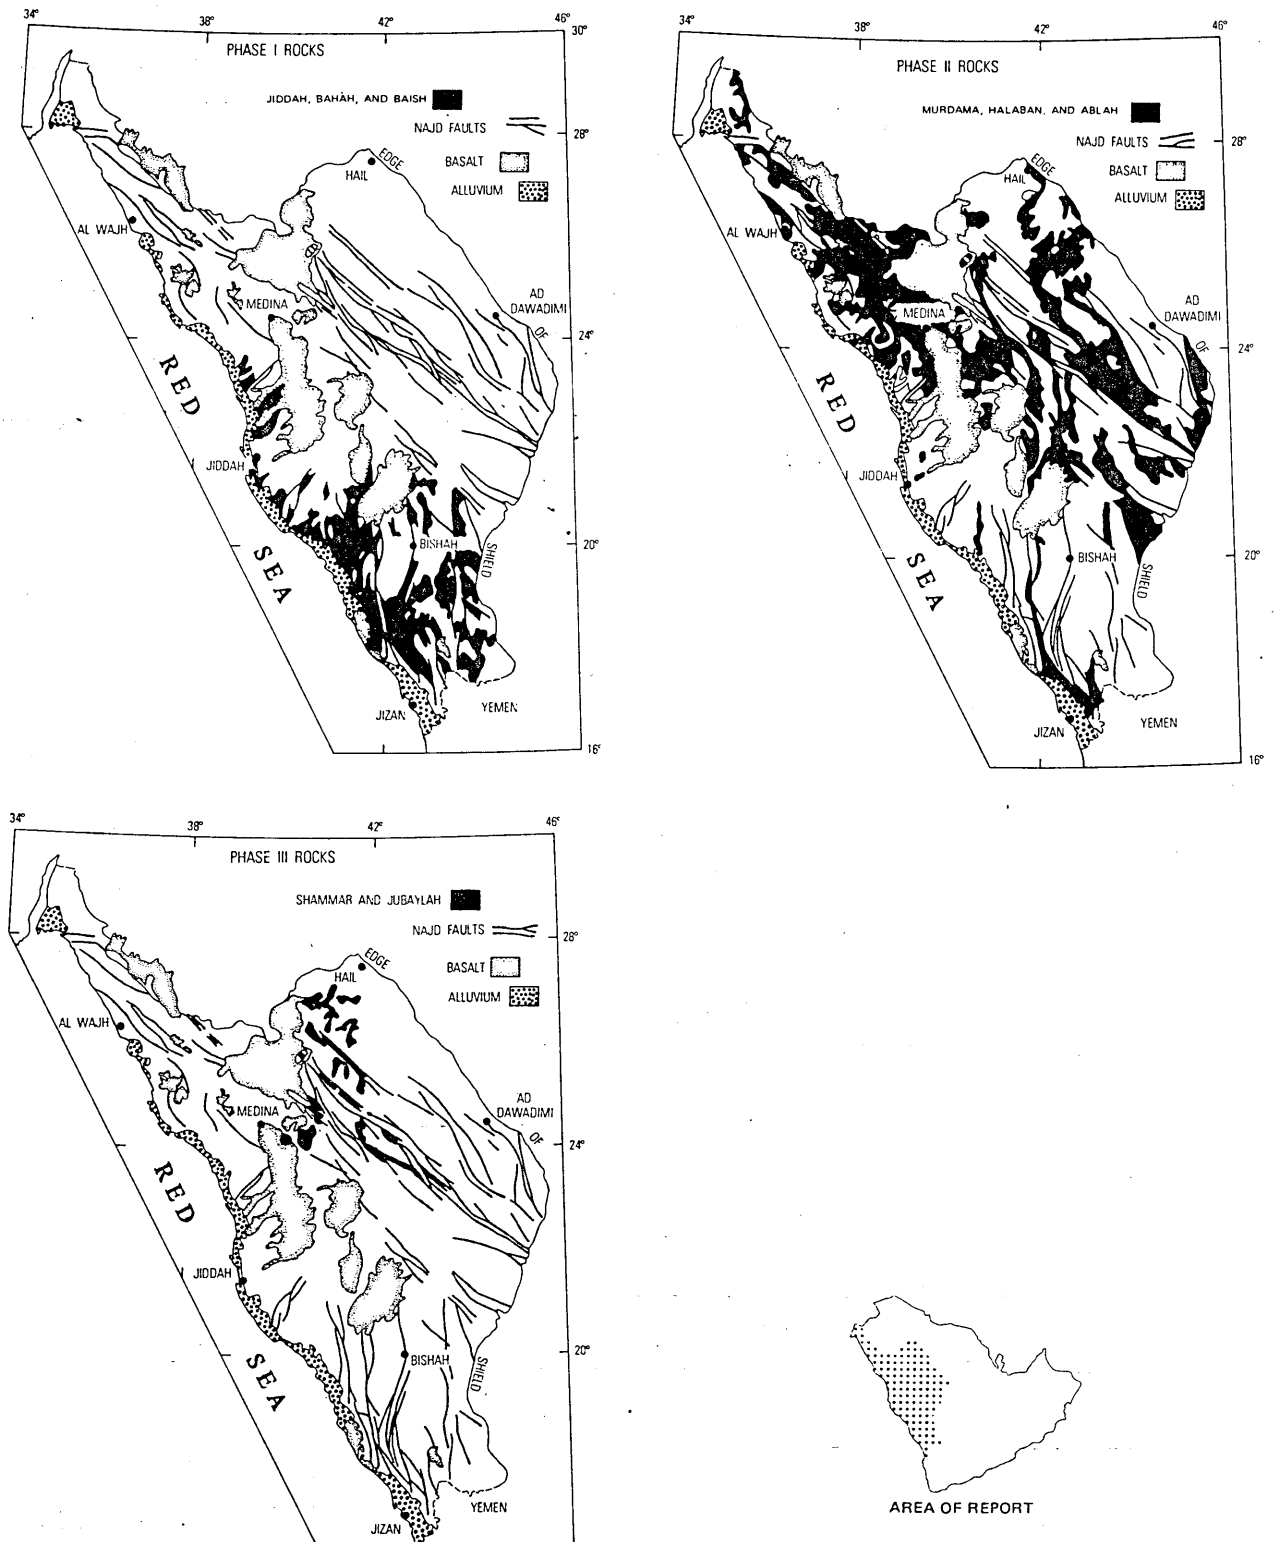 34°
38°
42°
46°
30°
PHASE I ROCKS
JIDDAH, BAHAH, AND BAISH
NAJD FAULTS
28°
BASALT
ALLUVIUM
EDGE
HAIL
AL WAJH
MEDINA
AD
DAWADIMI
OF
24°
RED
SEA
JIDDAH
BISHAH
20°
SHIELD
JIZAN
YEMEN
16°
34°
38°
42°
46°
PHASE II ROCKS
MURDAMA, HALABAN, AND ABLAH
NAJD FAULTS
28°
BASALT
ALLUVIUM
EDGE
HAIL
AL WAJH
MEDINA
AD
DAWADIMI
OF
24°
RED
SEA
JIDDAH
BISHAH
20°
SHIELD
JIZAN
YEMEN
16°
34°
38°
42°
46°
PHASE III ROCKS
SHAMMAR AND JUBAYLAH
NAJD FAULTS
28°
BASALT
ALLUVIUM
EDGE
HAIL
AL WAJH
MEDINA
AD
DAWADIMI
OF
24°
RED
SEA
JIDDAH
BISHAH
20°
SHIELD
JIZAN
YEMEN
AREA OF REPORT